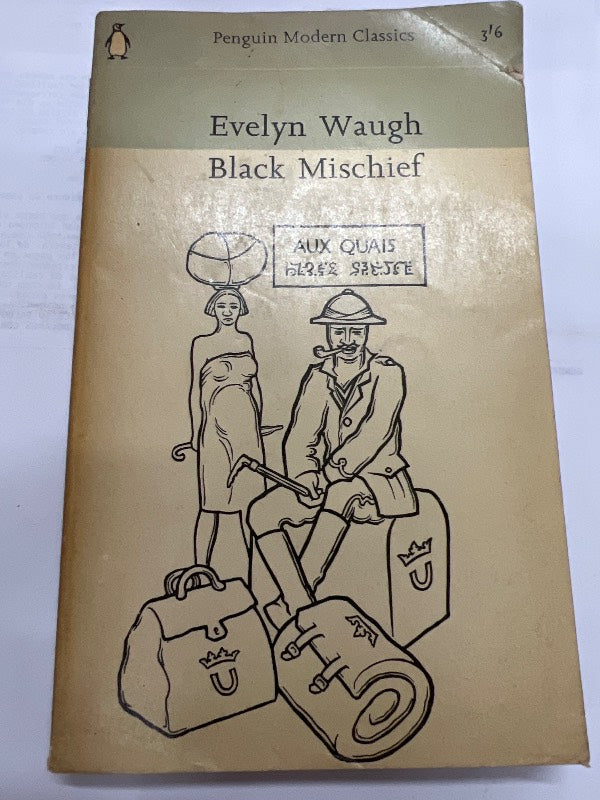 Penguin Modern Classics
3'6
Evelyn Waugh
Black Mischief
AUX QUAIS
U
U